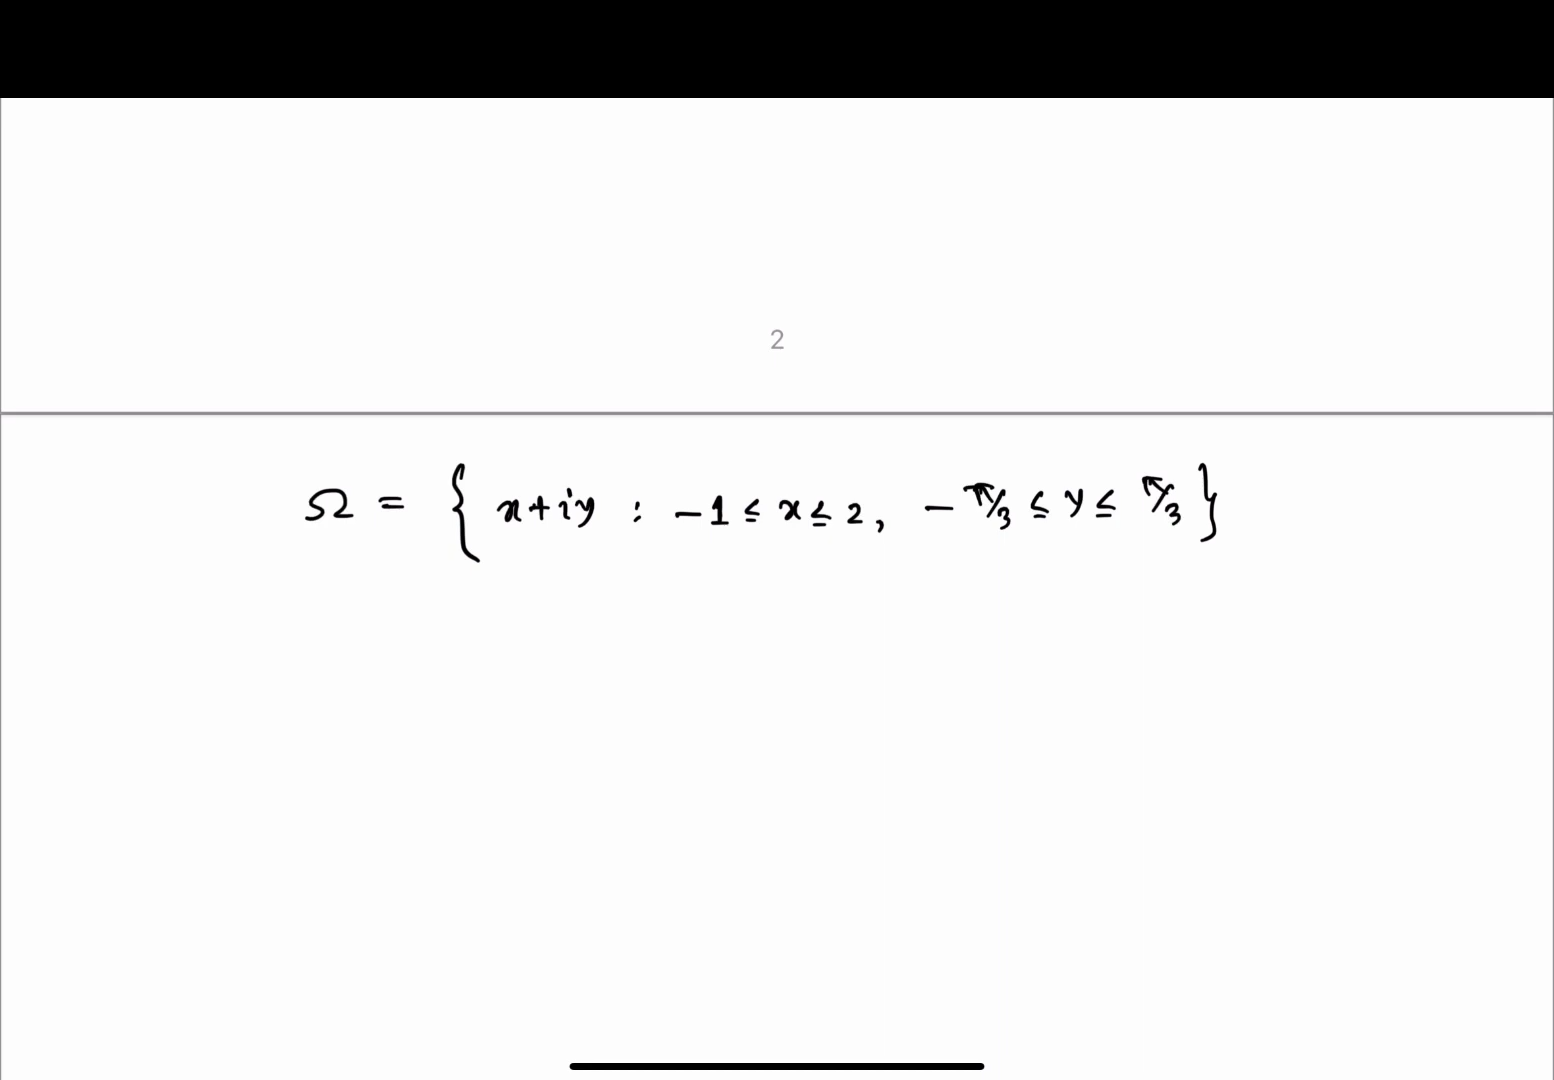 2
Ω = { x+iy : -1 ≤ x ≤ 2, -π/3 ≤ y ≤ π/3 }